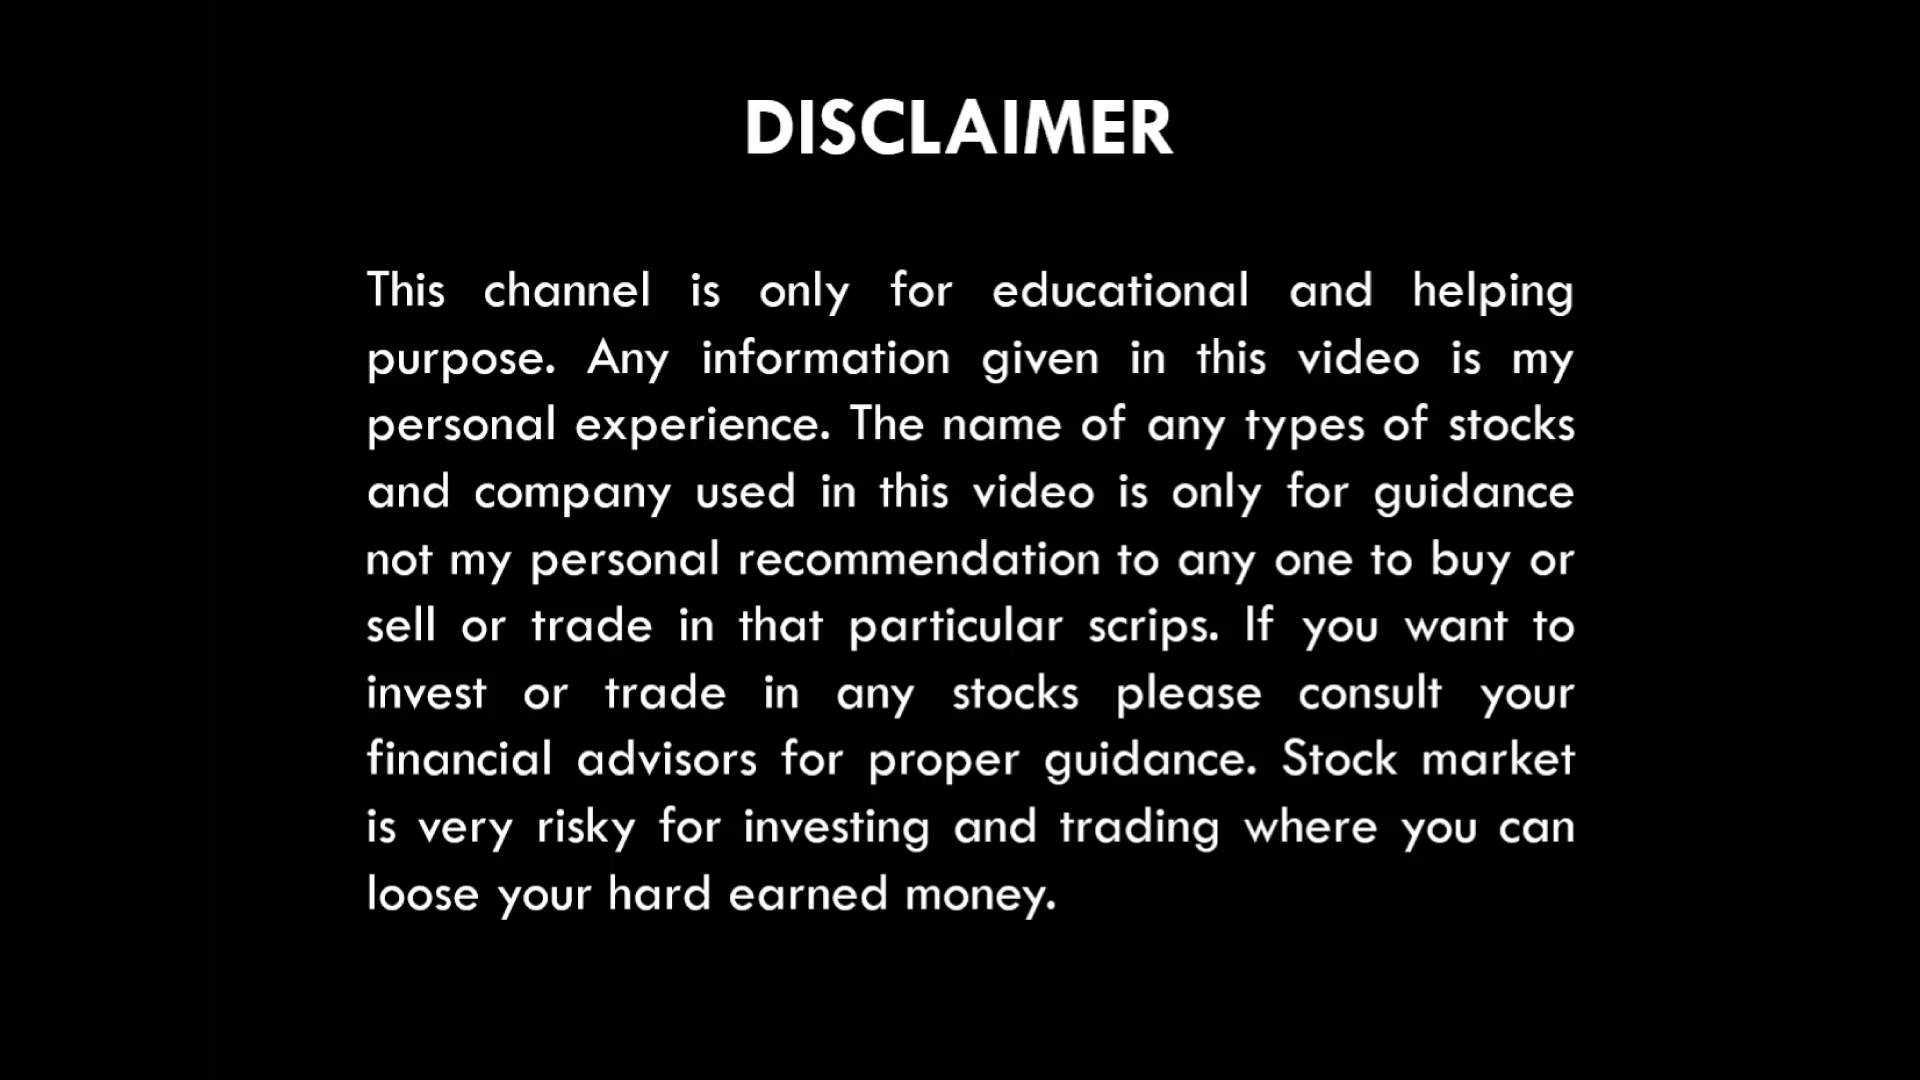 DISCLAIMER
This channel is only for educational and helping
purpose. Any information given in this video is my
personal experience. The name of any types of stocks
and company used in this video is only for guidance
not my personal recommendation to any one to buy or
sell or trade in that particular scrips. If you want to
invest or trade in any stocks please consult your
financial advisors for proper guidance. Stock market
is very risky for investing and trading where you can
loose your hard earned money.